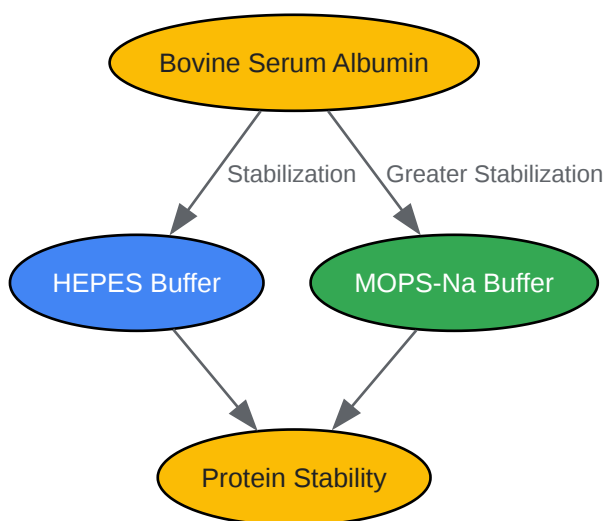 Bovine Serum Albumin
Stabilization
Greater Stabilization
HEPES Buffer
MOPS-Na Buffer
Protein Stability